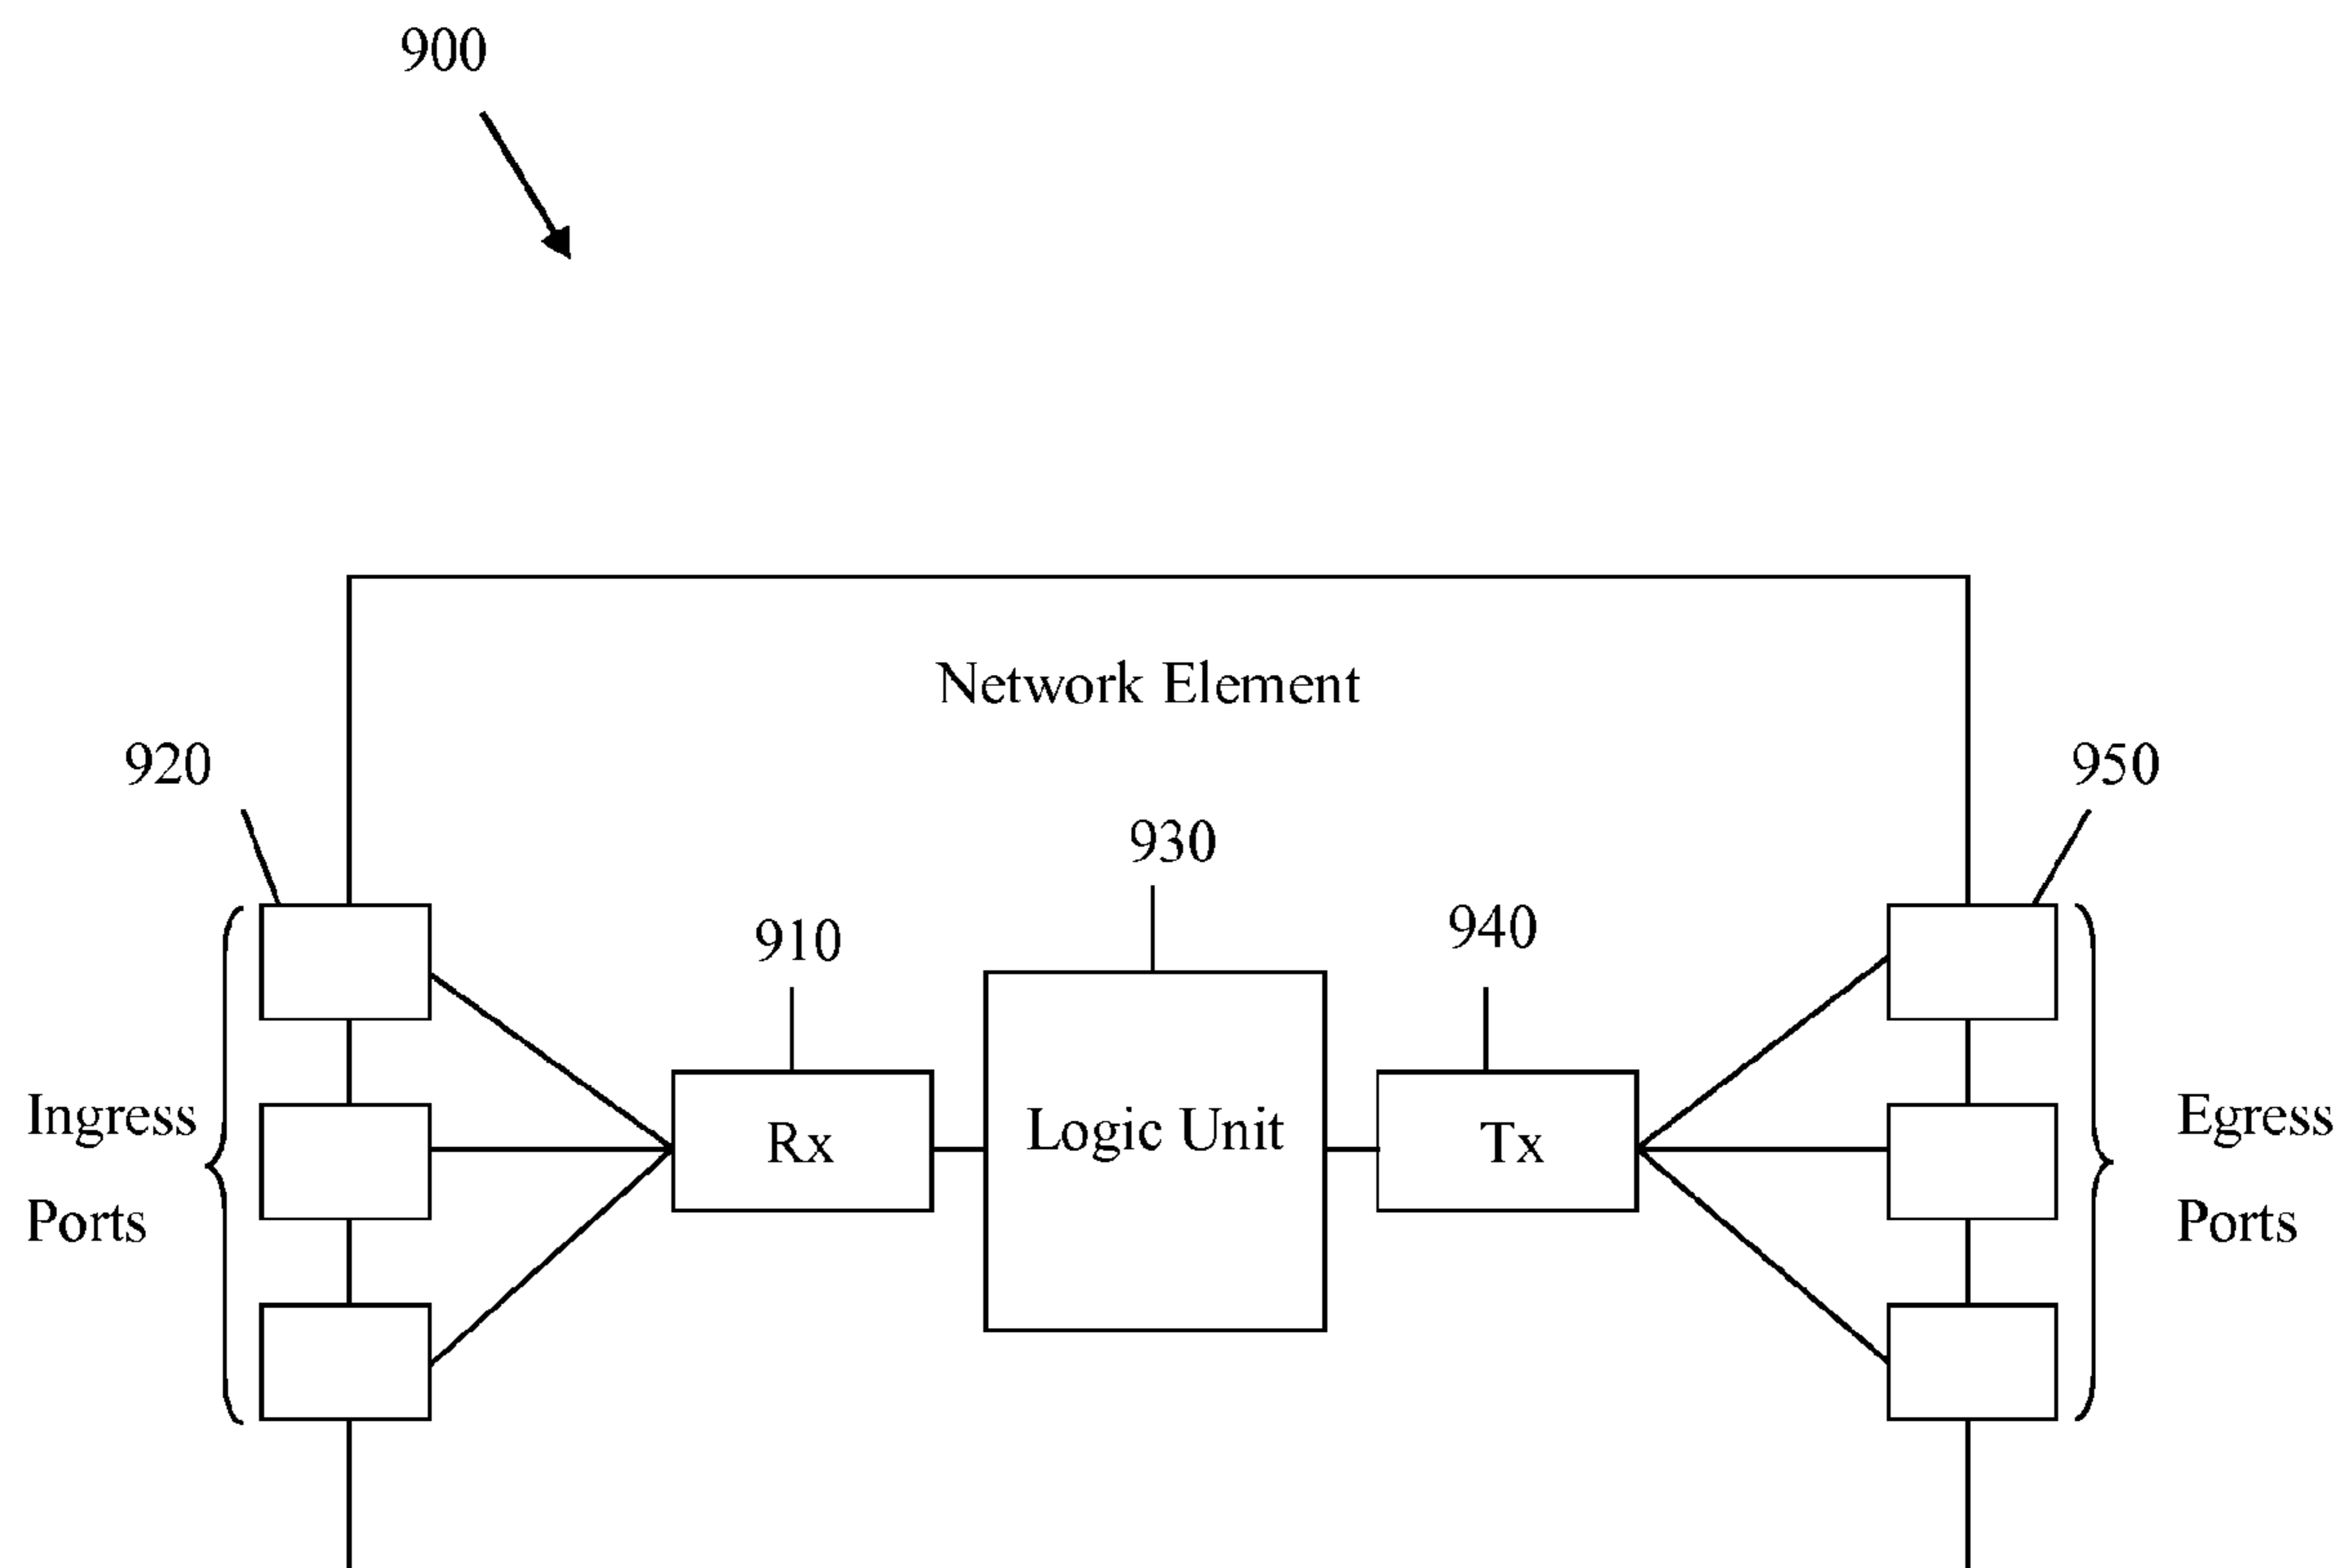 900
Network Element
920
950
930
910
940
Ingress
Ports
Rx
Logic Unit
Tx
Egress
Ports